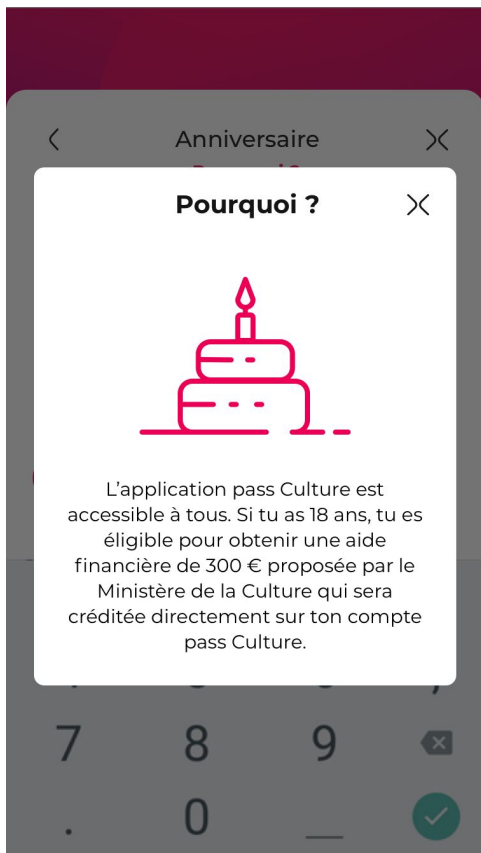 Anniversaire
Pourquoi ?
L’application pass Culture est
accessible à tous. Si tu as 18 ans, tu es
éligible pour obtenir une aide
financière de 300 € proposée par le
Ministère de la Culture qui sera
créditée directement sur ton compte
pass Culture.
7 8 9
. 0